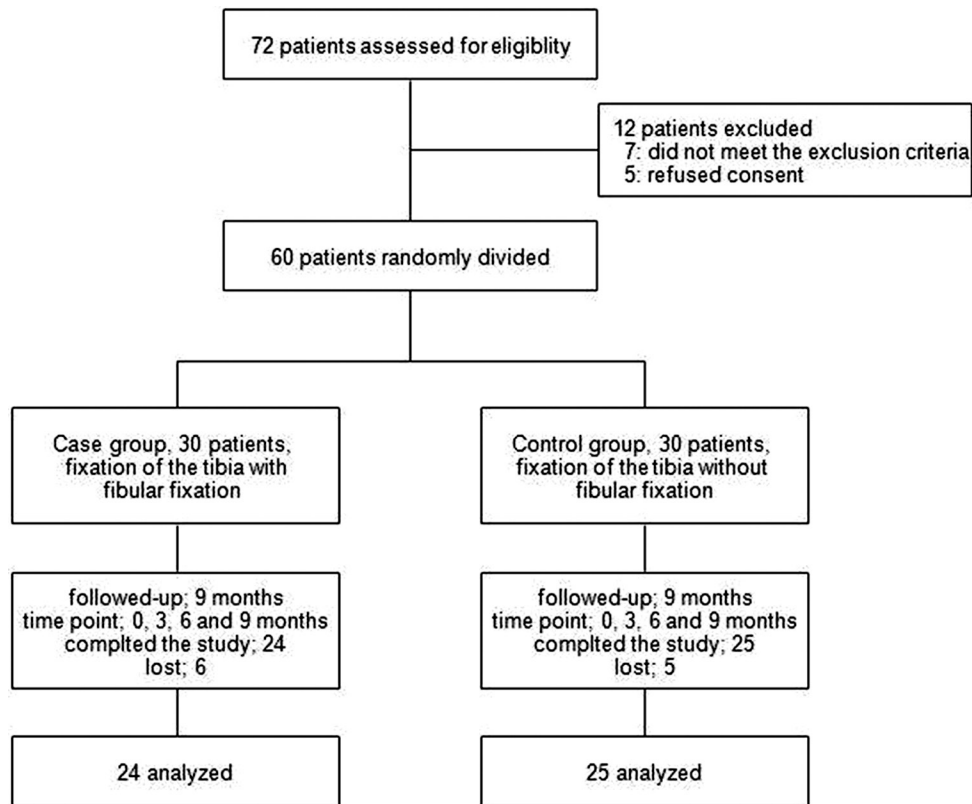 72 patients assessed for eligiblity
12 patients excluded
7: did not meet the exclusion criteria
5: refused consent
60 patients randomly divided
Case group, 30 patients,
fixation of the tibia with
fibular fixation
Control group, 30 patients,
fixation of the tibia without
fibular fixation
followed-up; 9 months
time point; 0, 3, 6 and 9 months
complted the study; 24
lost; 6
followed-up; 9 months
time point; 0, 3, 6 and 9 months
complted the study; 25
lost; 5
24 analyzed
25 analyzed